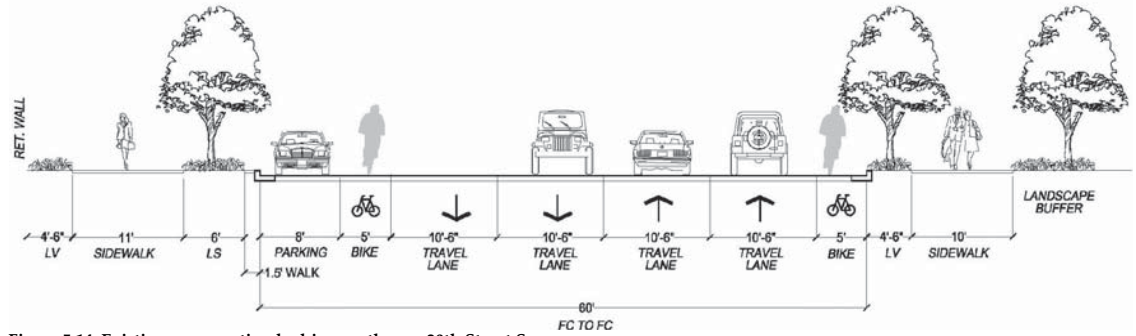 RET. WALL
LANDSCAPE
BUFFER
4'-6" 11' 6' 8' 5' 10'-6" 10'-6" 10'-6" 10'-6" 5' 4'-6" 10'
LV SIDEWALK LS PARKING BIKE TRAVEL LANE TRAVEL LANE TRAVEL LANE TRAVEL LANE BIKE LV SIDEWALK
1.5' WALK
60'
FC TO FC